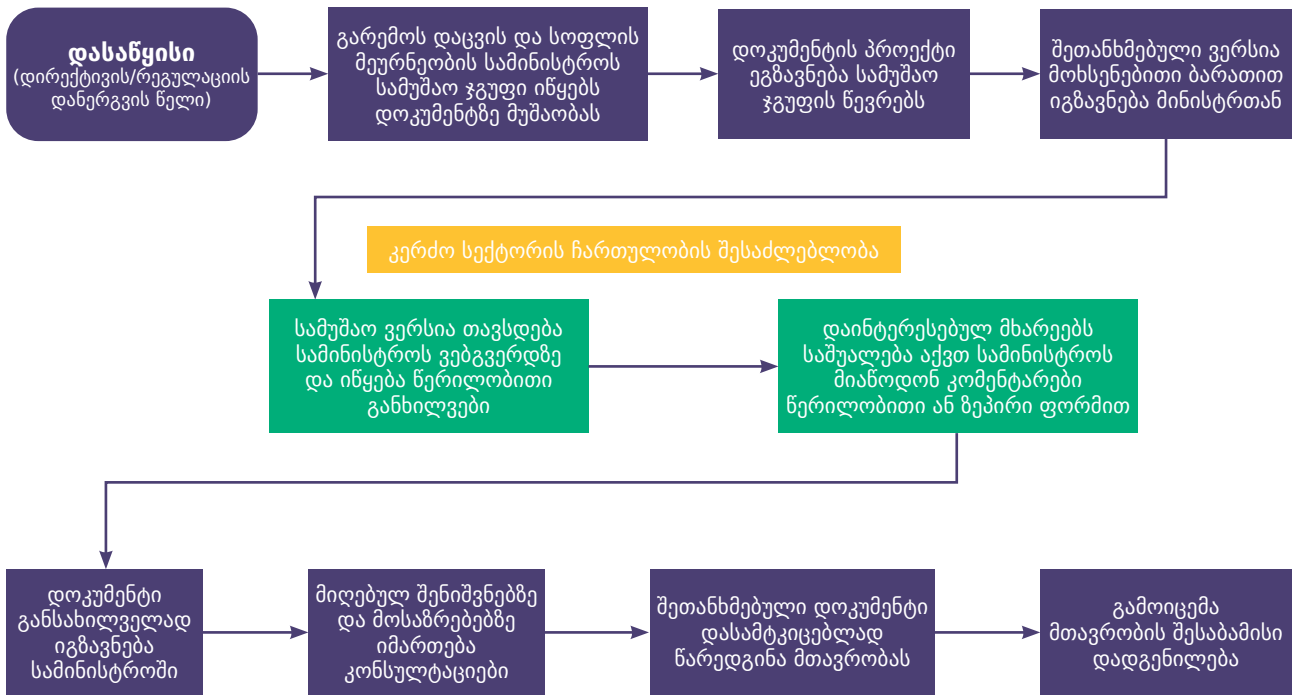 დასაწყისი
(დირექტივის/რეგულაციის
დანერგვის წელი)
გარემოს დაცვის და სოფლის
მეურნეობის სამინისტროს
სამუშაო ჯგუფი იწყებს
დოკუმენტზე მუშაობას
დოკუმენტის პროექტი
ეგზავნება სამუშაო
ჯგუფის წევრებს
შეთანხმებული ვერსია
მოხსენებითი ბარათით
იგზავნება მინისტრთან
კერძო სექტორის ჩართულობის შესაძლებლობა
სამუშაო ვერსია თავსდება
სამინისტროს ვებგვერდზე
და იწყება წერილობითი
განხილვები
დაინტერესებულ მხარეებს
საშუალება აქვთ სამინისტროს
მიაწოდონ კომენტარები
წერილობითი ან ზეპირი ფორმით
დოკუმენტი
განსახილველად
იგზავნება
სამინისტროში
მიღებულ შენიშვნებზე
და მოსაზრებებზე
იმართება
კონსულტაციები
შეთანხმებული დოკუმენტი
დასამტკიცებლად
წარედგინა მთავრობას
გამოიცემა
მთავრობის შესაბამისი
დადგენილება